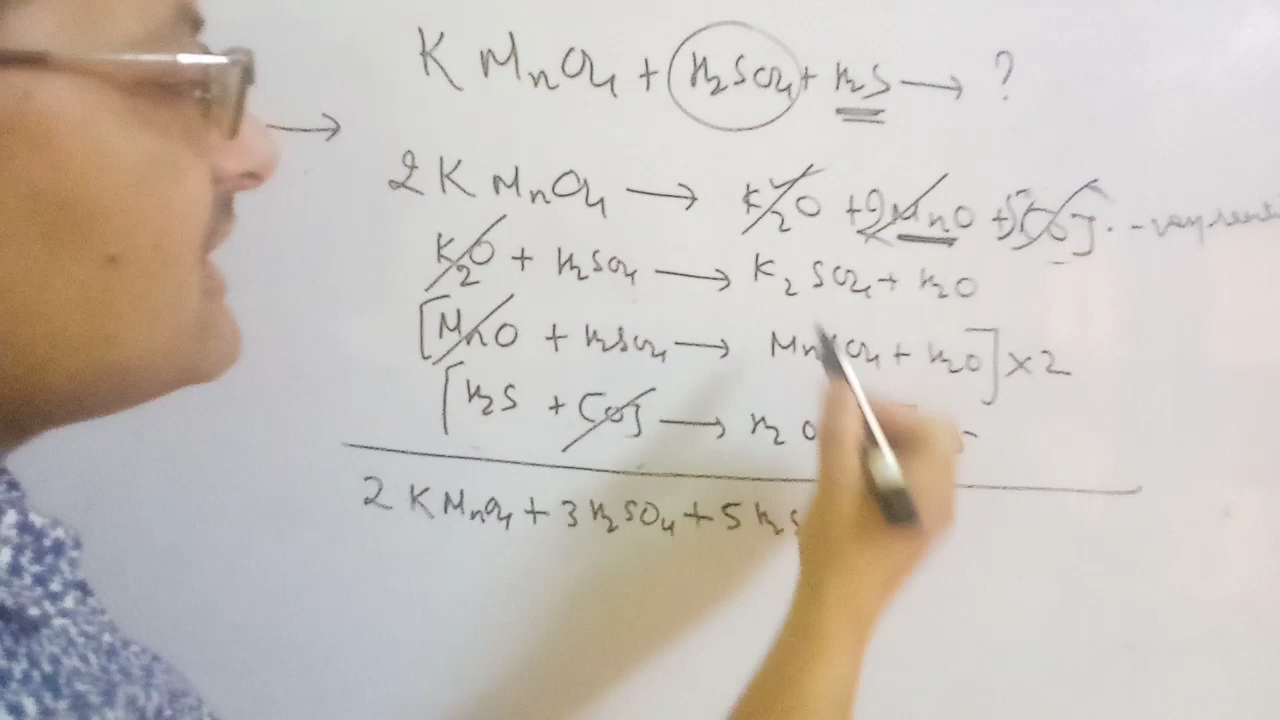 KMnO4 + H2SO4 + H2S → ?
→
2KMnO4 → K2O + 2MnO + 5[O]
K2O + H2SO4 → K2SO4 + H2O
[MnO + H2SO4 → MnSO4 + H2O] × 2
[H2S + [O] → H2O
2KMnO4 + 3H2SO4 + 5H2S